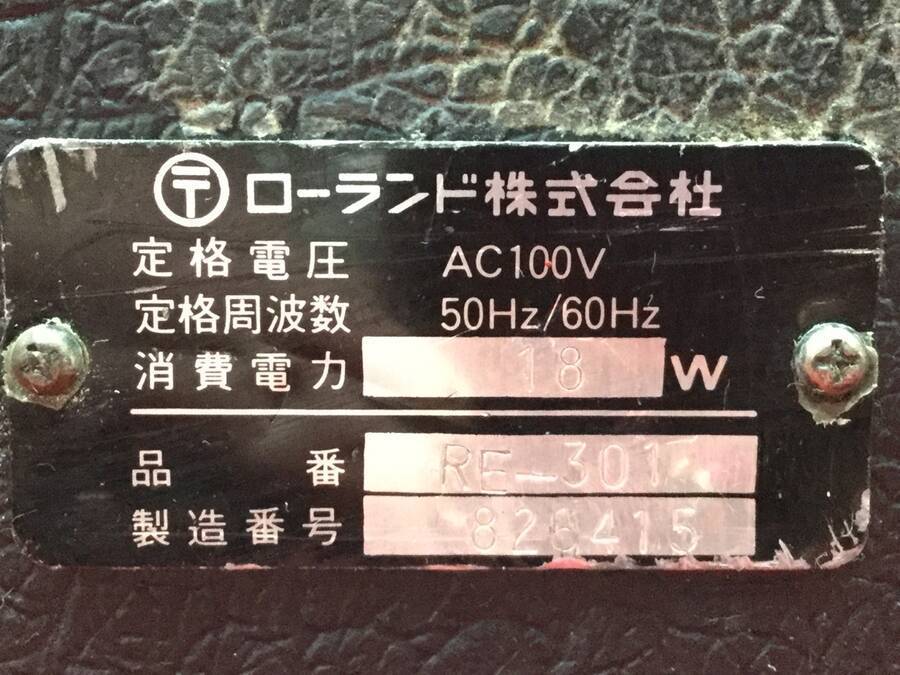 〶 ローランド株式会社
定格電圧 AC100V
定格周波数 50Hz/60Hz
消費電力 18 W
品番 RE-301
製造番号 828415